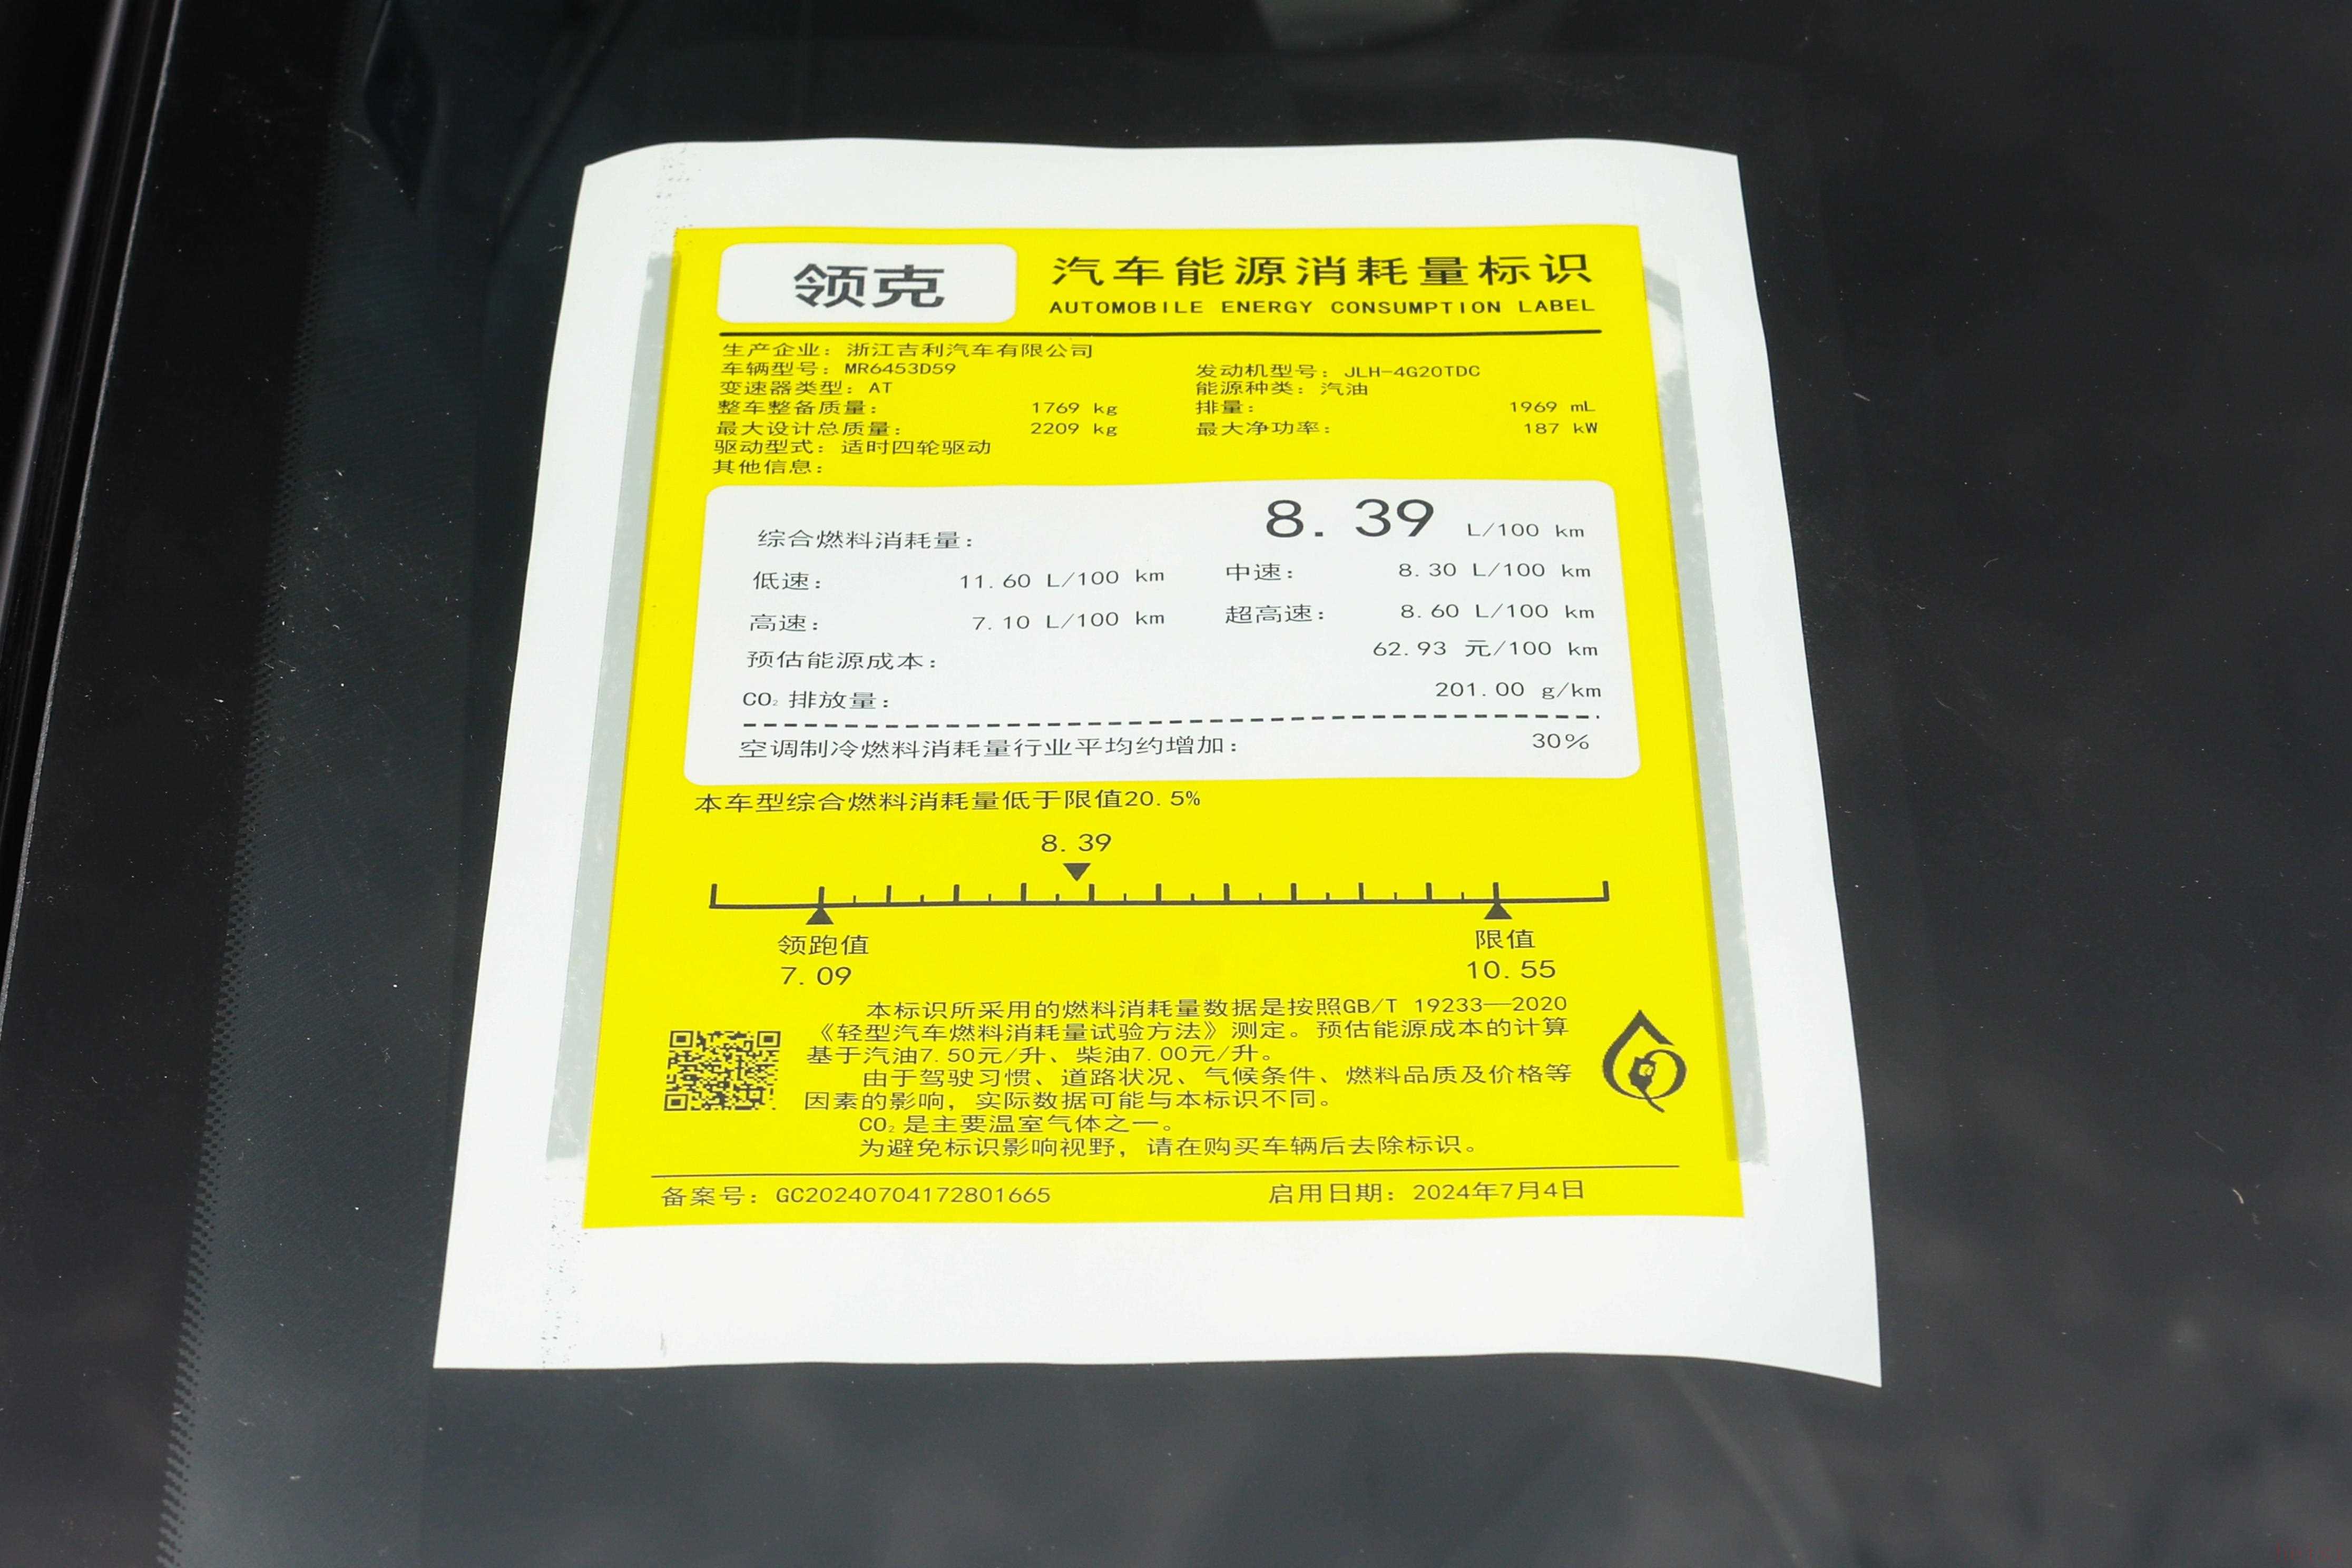 领克
汽车能源消耗量标识
AUTOMOBILE ENERGY CONSUMPTION LABEL
生产企业：浙江吉利汽车有限公司
车辆型号：MR6453D59 发动机型号：JLH-4G20TDC
变速器类型：AT 能源种类：汽油
整车整备质量： 1769 kg 排量： 1969 mL
最大设计总质量： 2209 kg 最大净功率： 187 kW
驱动型式：适时四轮驱动
其他信息：
综合燃料消耗量： 8.39 L/100 km
低速： 11.60 L/100 km 中速： 8.30 L/100 km
高速： 7.10 L/100 km 超高速： 8.60 L/100 km
预估能源成本： 62.93 元/100 km
CO₂ 排放量： 201.00 g/km
空调制冷燃料消耗量行业平均约增加： 30%
本车型综合燃料消耗量低于限值20.5%
8.39
领跑值 限值
7.09 10.55
本标识所采用的燃料消耗量数据是按照GB/T 19233—2020
《轻型汽车燃料消耗量试验方法》测定。预估能源成本的计算
基于汽油7.50元/升、柴油7.00元/升。
由于驾驶习惯、道路状况、气候条件、燃料品质及价格等
因素的影响，实际数据可能与本标识不同。
CO₂ 是主要温室气体之一。
为避免标识影响视野，请在购买车辆后去除标识。
备案号：GC20240704172801665 启用日期：2024年7月4日